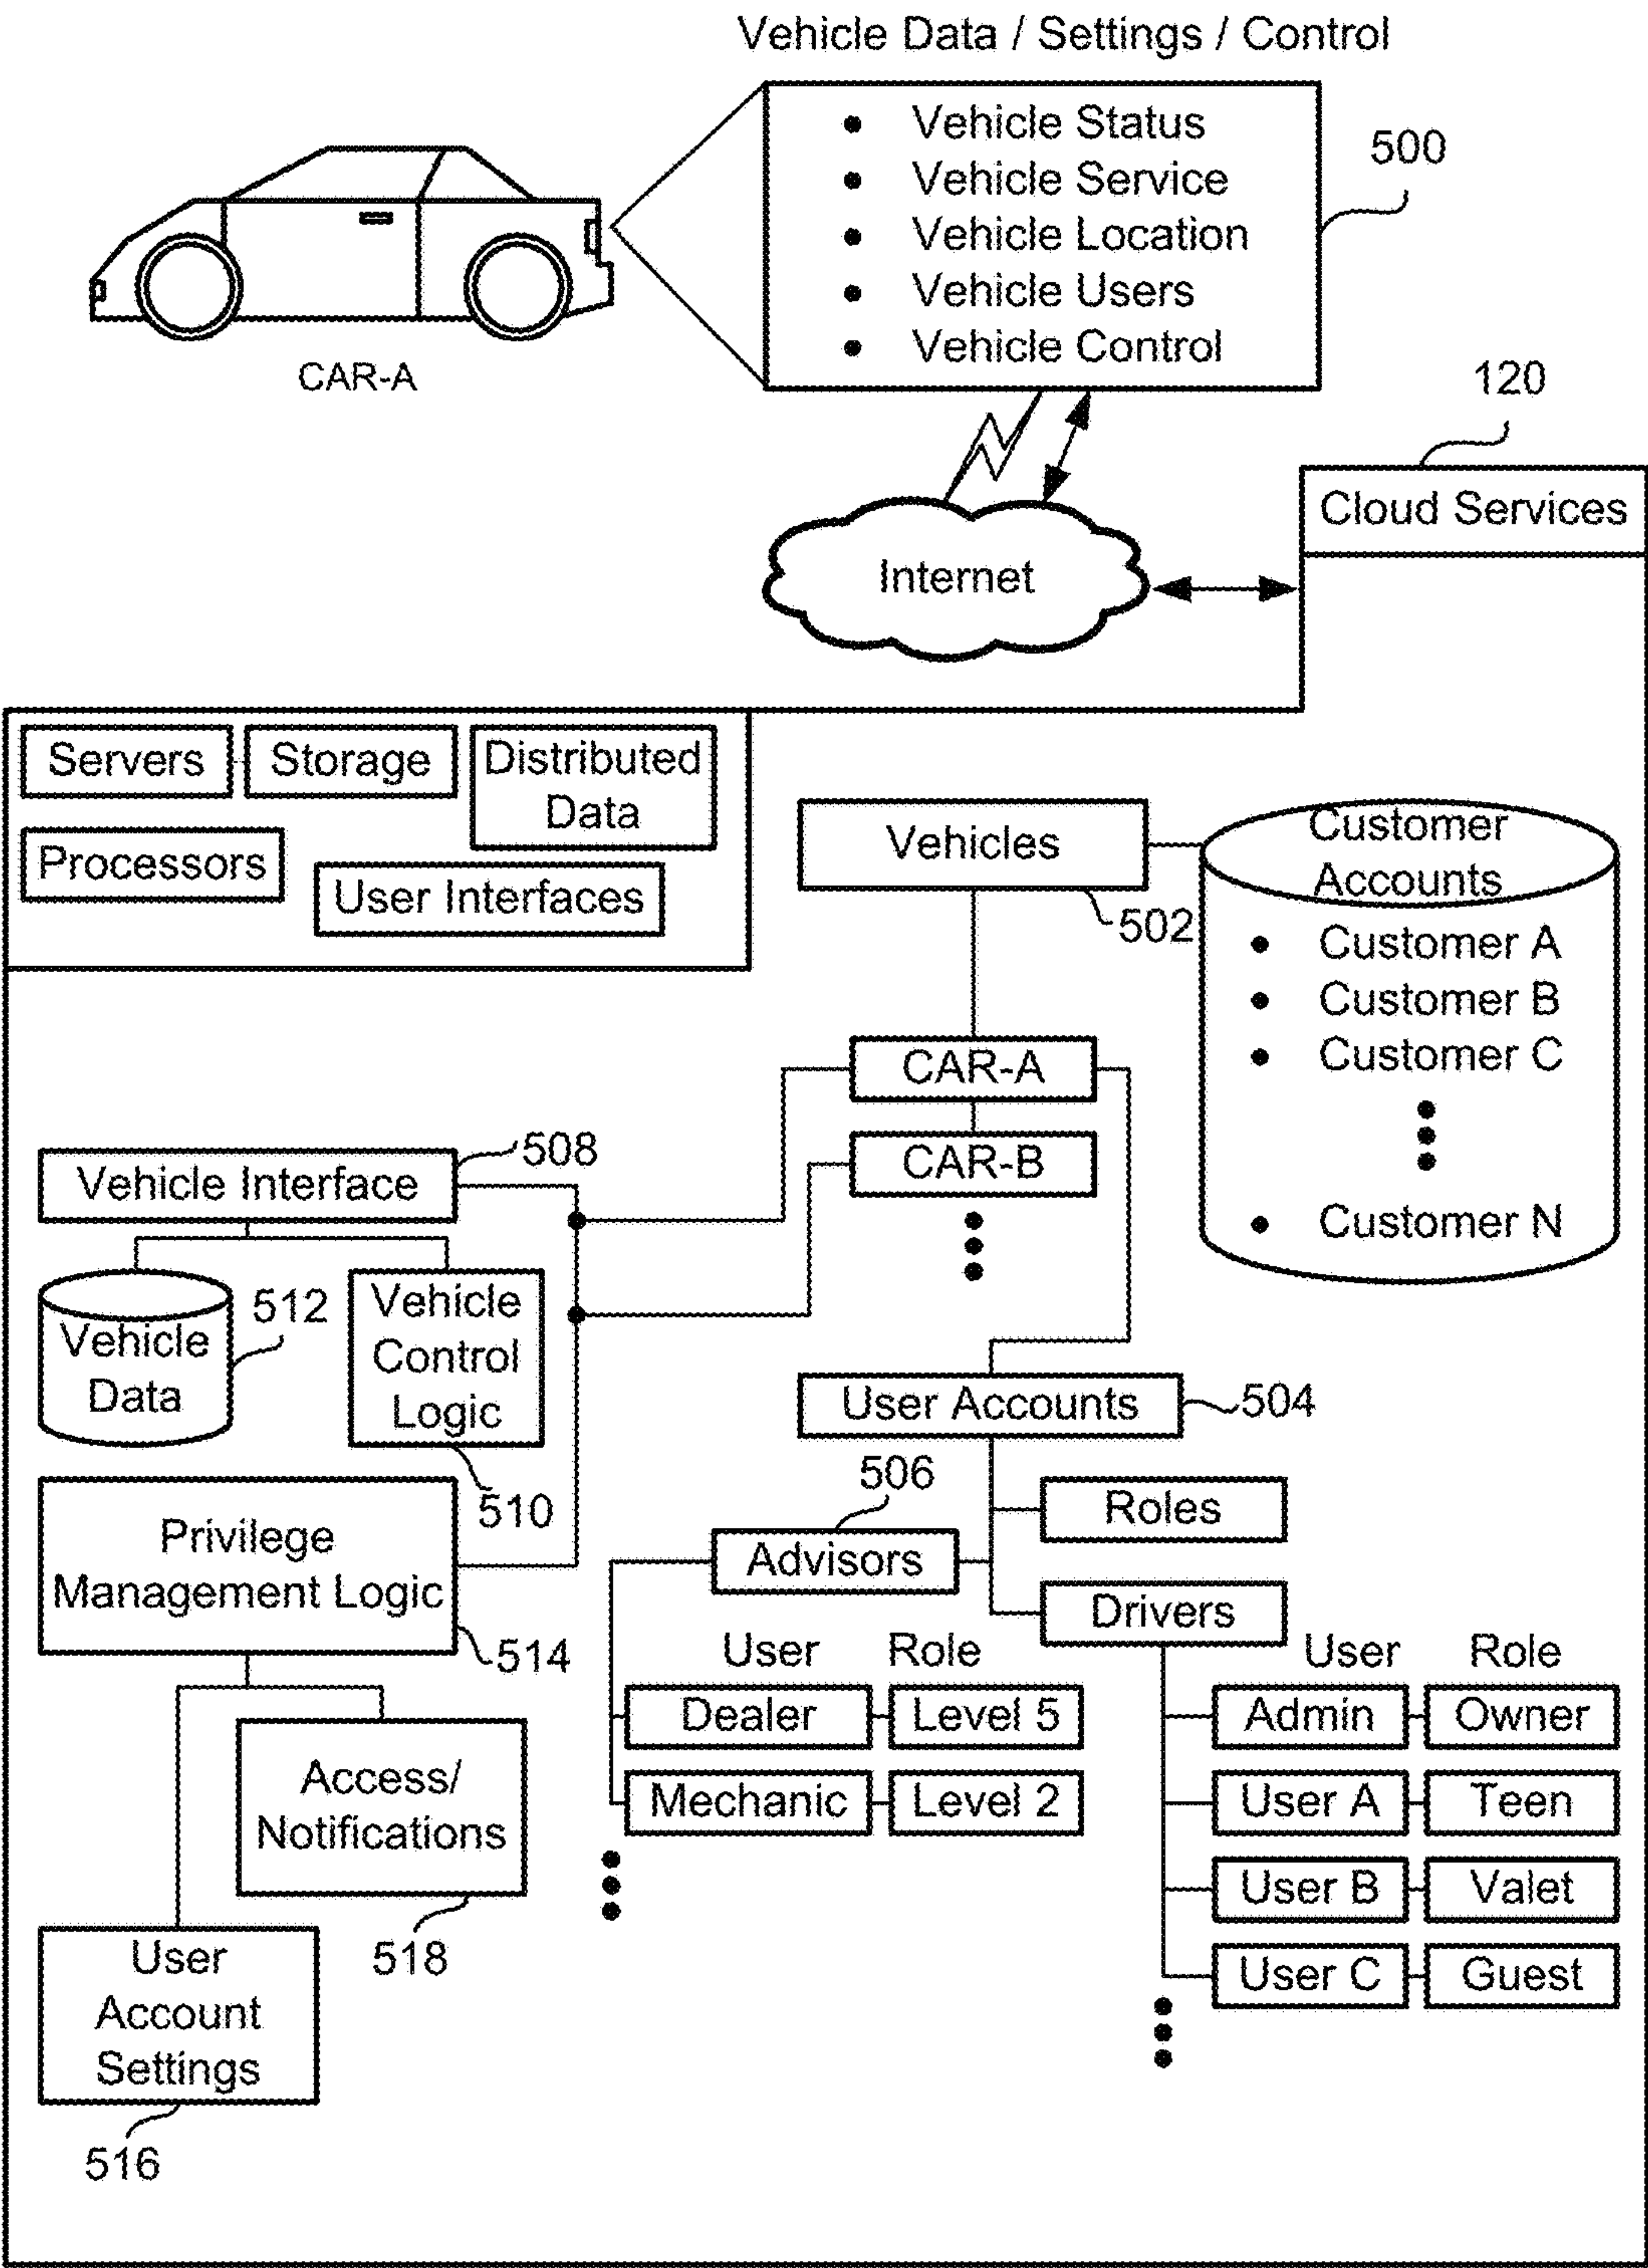 Vehicle Data / Settings / Control
• Vehicle Status
• Vehicle Service
• Vehicle Location
• Vehicle Users
• Vehicle Control
500
CAR-A
120
Cloud Services
Internet
Servers
Storage
Distributed
Data
Processors
User Interfaces
Vehicles
502
Customer
Accounts
• Customer A
• Customer B
• Customer C
• Customer N
CAR-A
CAR-B
Vehicle Interface
508
Vehicle
Data
512
Vehicle
Control
Logic
510
User Accounts
504
506
Advisors
Roles
Drivers
Privilege
Management Logic
514
User Role
Dealer Level 5
Mechanic Level 2
User Role
Admin Owner
User A Teen
User B Valet
User C Guest
Access/
Notifications
518
User
Account
Settings
516